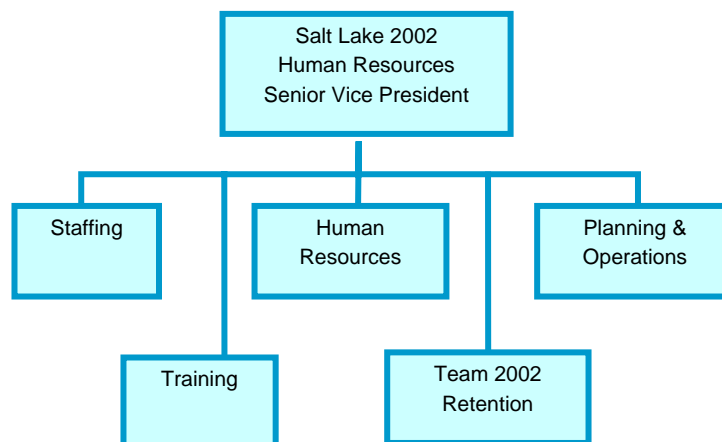 Salt Lake 2002
Human Resources
Senior Vice President
Staffing
Human
Resources
Planning &
Operations
Training
Team 2002
Retention